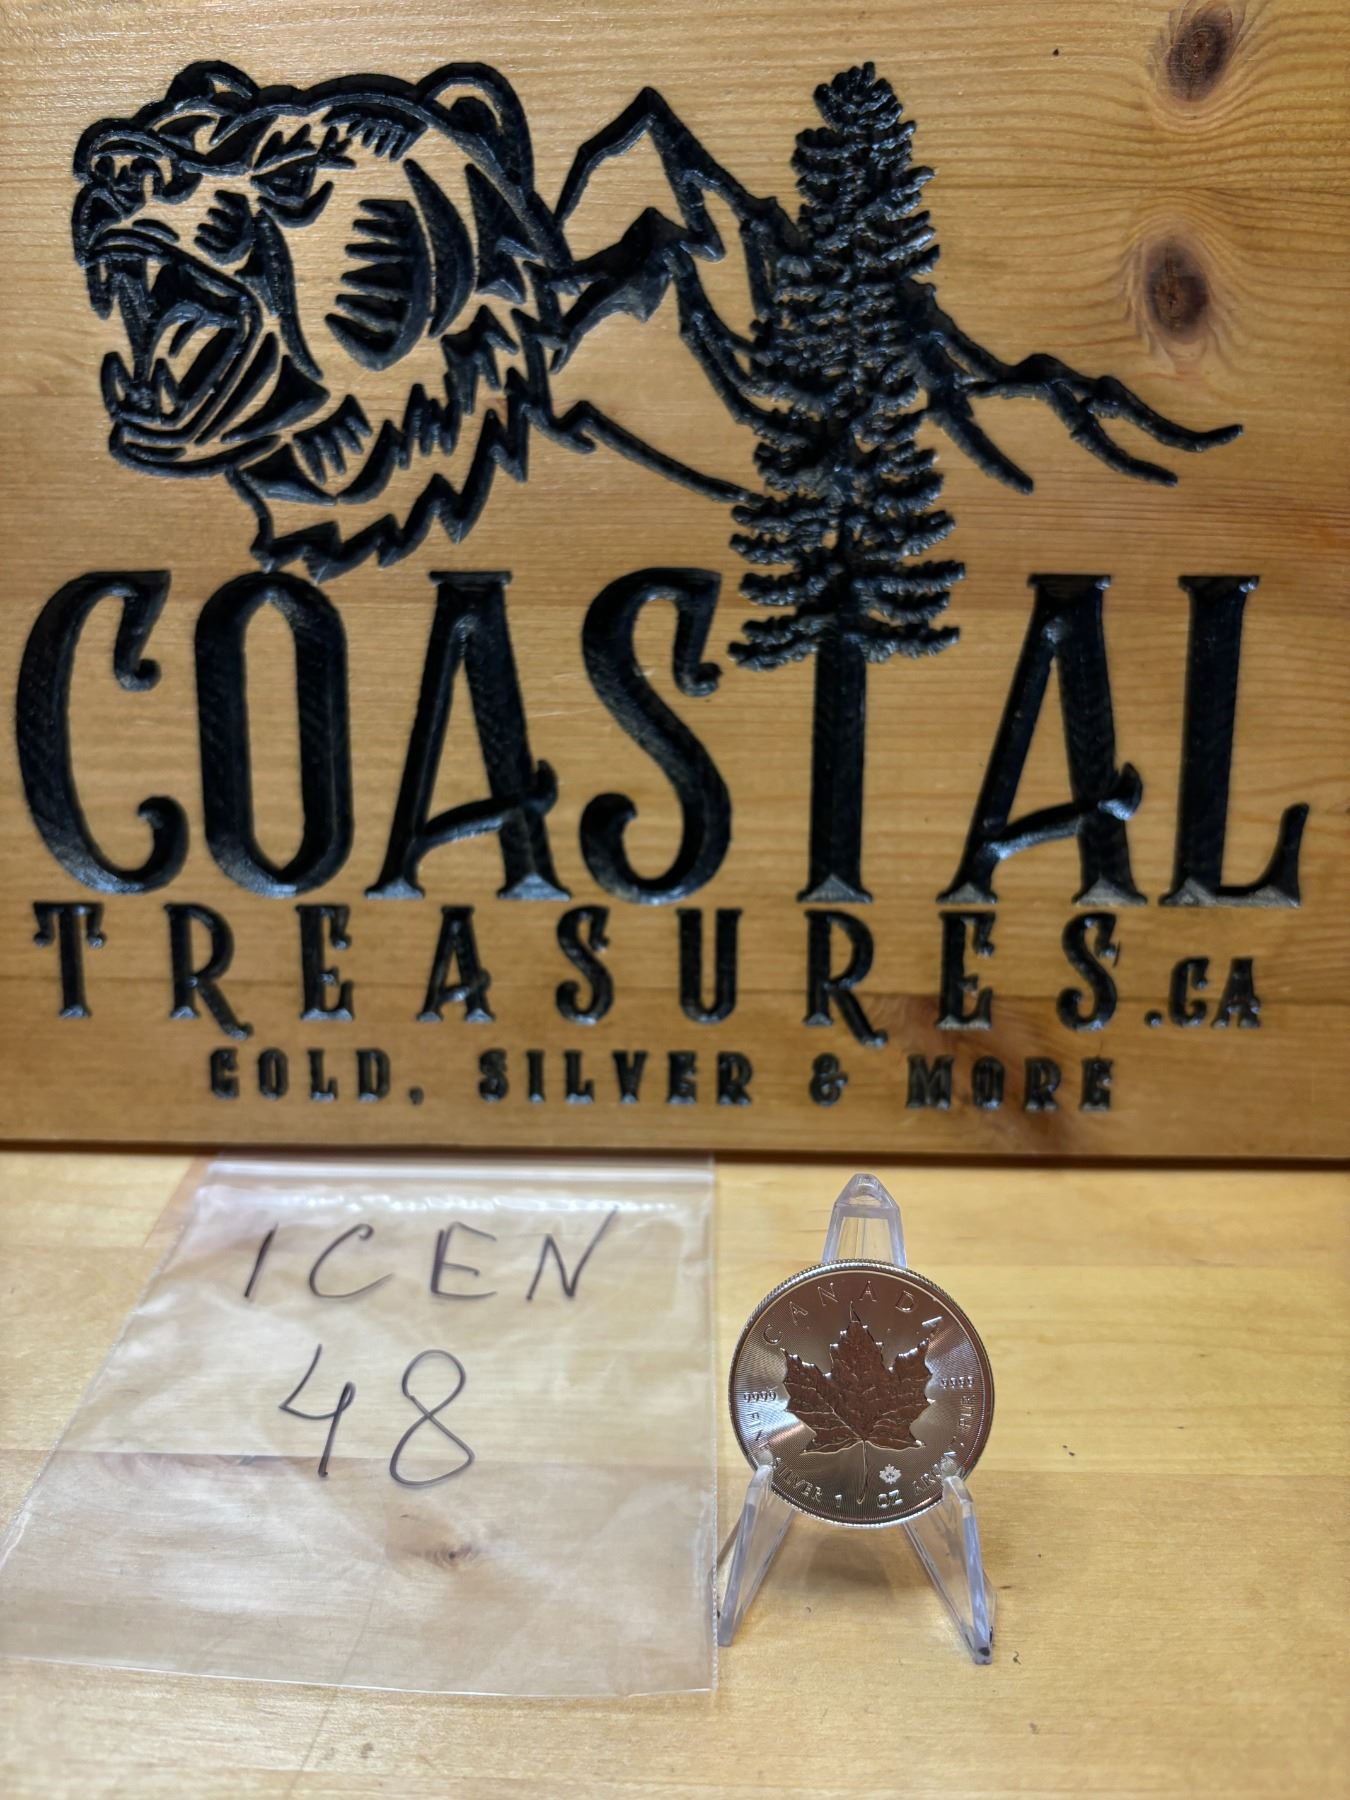 COASTAL
TREASURES.CA
GOLD, SILVER & MORE
ICEN
48
CANADA
9999 9999
FINE SILVER 1 OZ ARGENT PUR